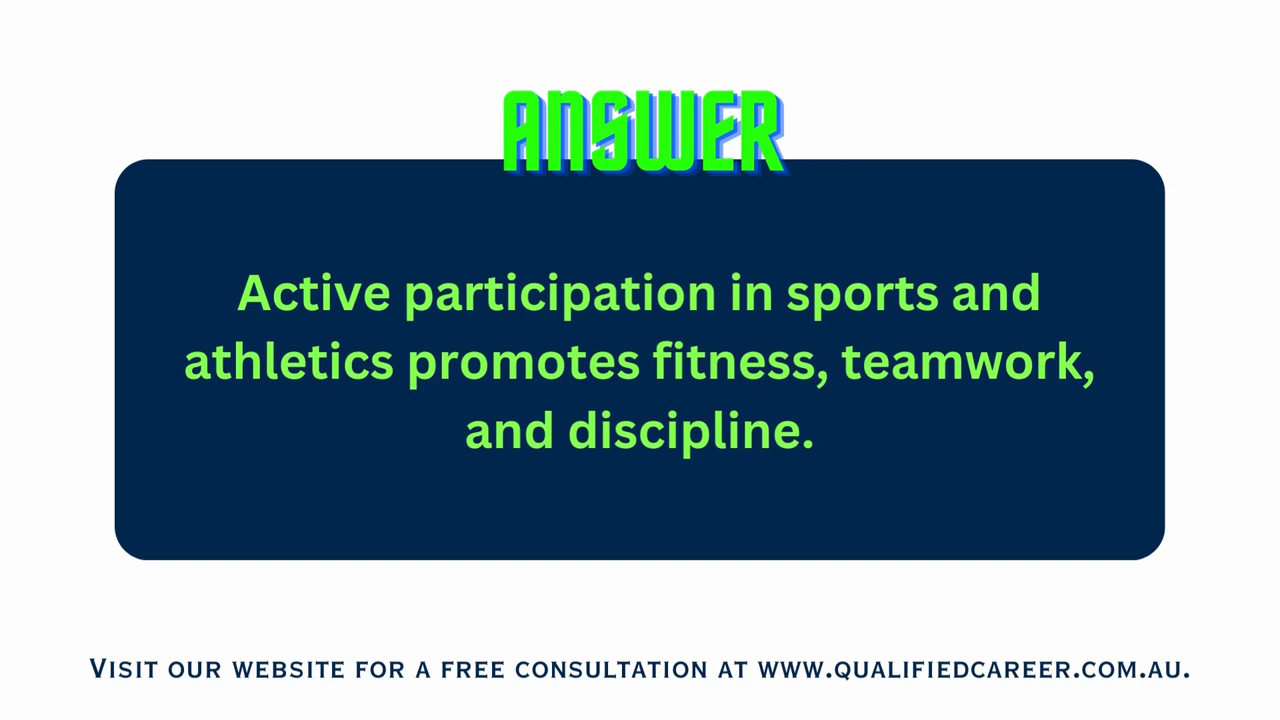 ANSWER
Active participation in sports and
athletics promotes fitness, teamwork,
and discipline.
Visit our website for a free consultation at www.qualifiedcareer.com.au.